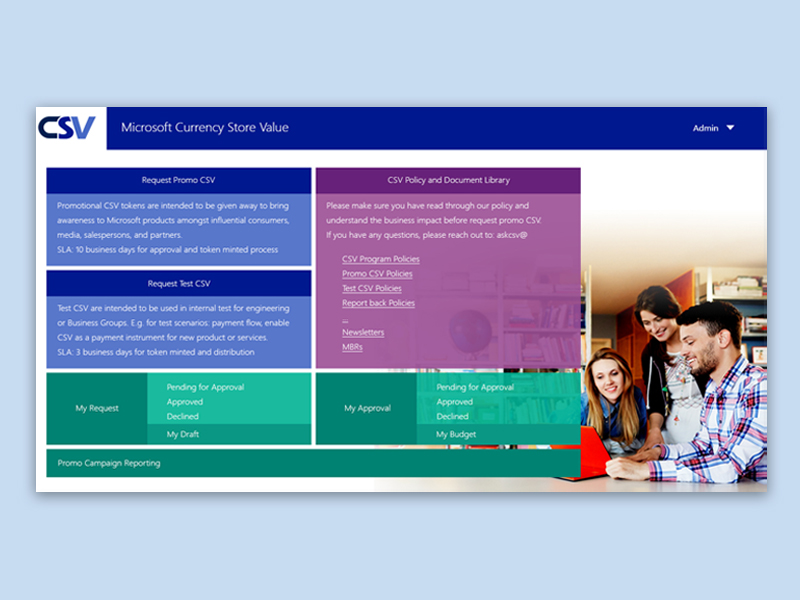 CSV
Microsoft Currency Store Value
Admin
Request Promo CSV
Promotional CSV tokens are intended to be given away to bring
awareness to Microsoft products amongst influential consumers,
media, salespersons, and partners.
SLA: 10 business days for approval and token minted process
Request Test CSV
Test CSV are intended to be used in internal test for engineering
or Business Groups. E.g. for test scenarios: payment flow, enable
CSV as a payment instrument for new product or services.
SLA: 3 business days for token minted and distribution
CSV Policy and Document Library
Please make sure you have read through our policy and
understand the business impact before request promo CSV.
If you have any questions, please reach out to: askcsv@
CSV Program Policies
Promo CSV Policies
Test CSV Policies
Report back Policies
...
Newsletters
MBRs
My Request
Pending for Approval
Approved
Declined
My Draft
My Approval
Pending for Approval
Approved
Declined
My Budget
Promo Campaign Reporting